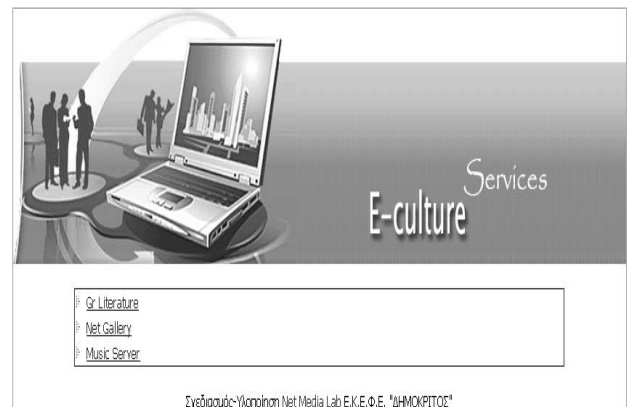 Services
E-culture
Gr Literature
Net Gallery
Music Server
Σχεδιασμός-Υλοποίηση Net Media Lab Ε.Κ.Ε.Φ.Ε. "ΔΗΜΟΚΡΙΤΟΣ"